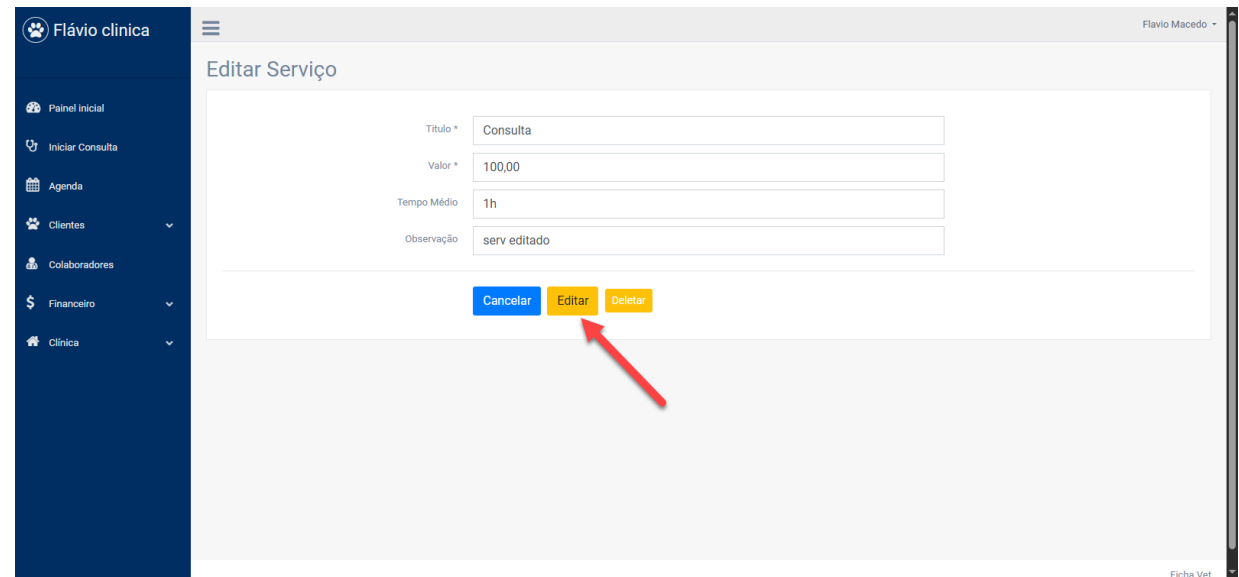 Flávio clinica
Flavio Macedo
Editar Serviço
Painel inicial
Iniciar Consulta
Agenda
Clientes
Colaboradores
Financeiro
Clínica
Título * Consulta
Valor * 100,00
Tempo Médio 1h
Observação serv editado
Cancelar Editar Deletar
Ficha Vet